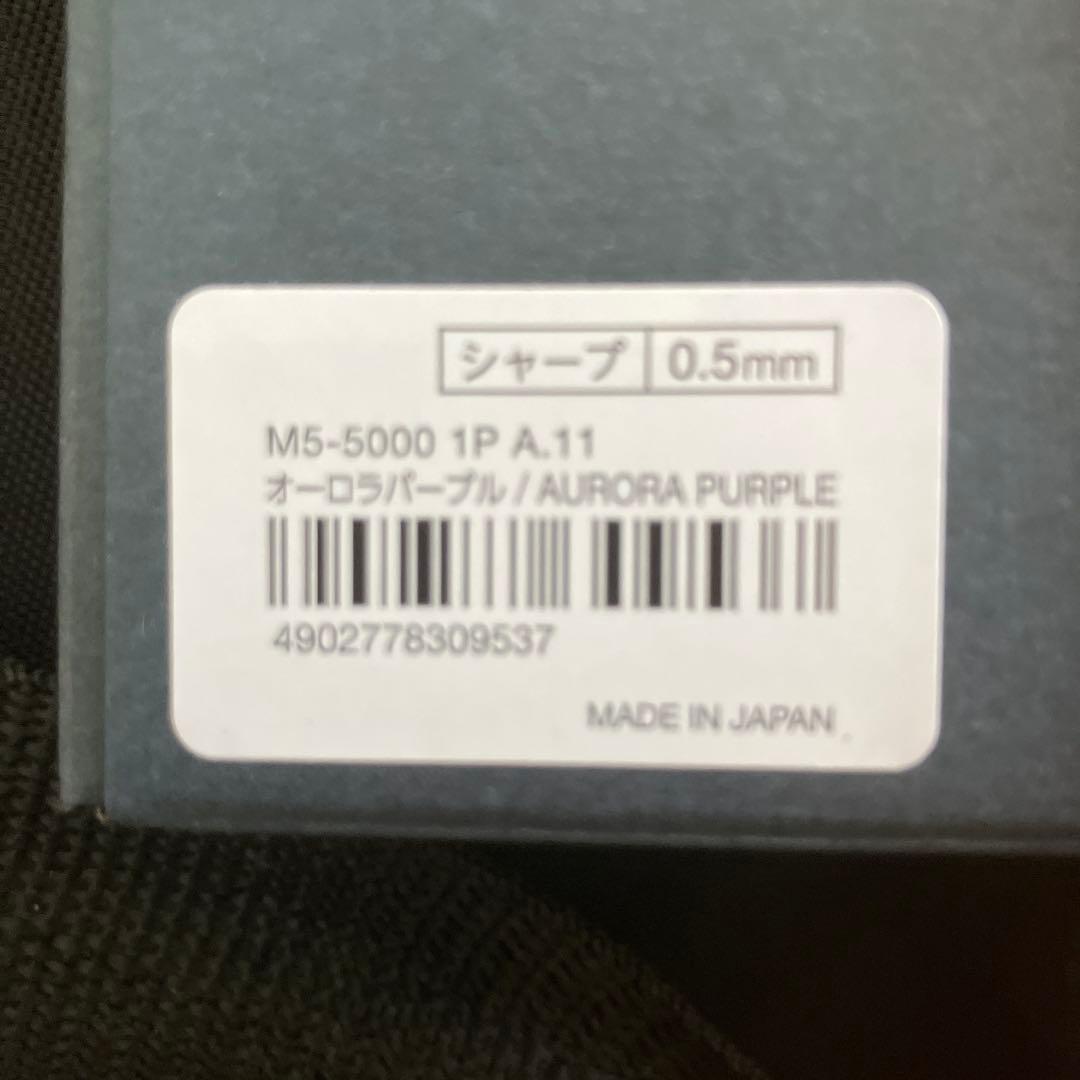 シャープ 0.5mm
M5-5000 1P A.11
オーロラパープル / AURORA PURPLE
4902778309537
MADE IN JAPAN